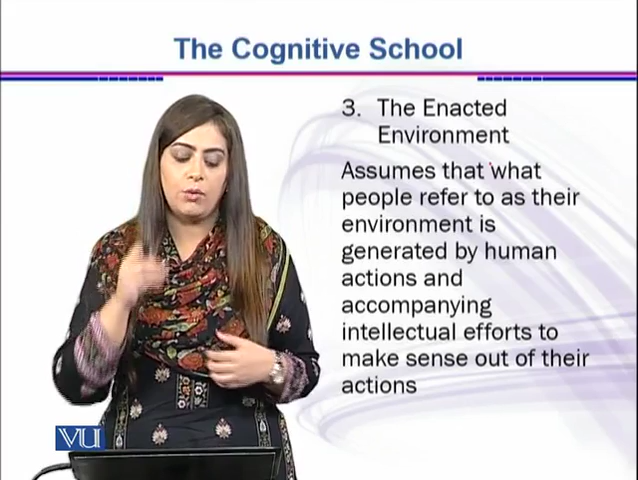 The Cognitive School
3. The Enacted
Environment
Assumes that what
people refer to as their
environment is
generated by human
actions and
accompanying
intellectual efforts to
make sense out of their
actions
VU